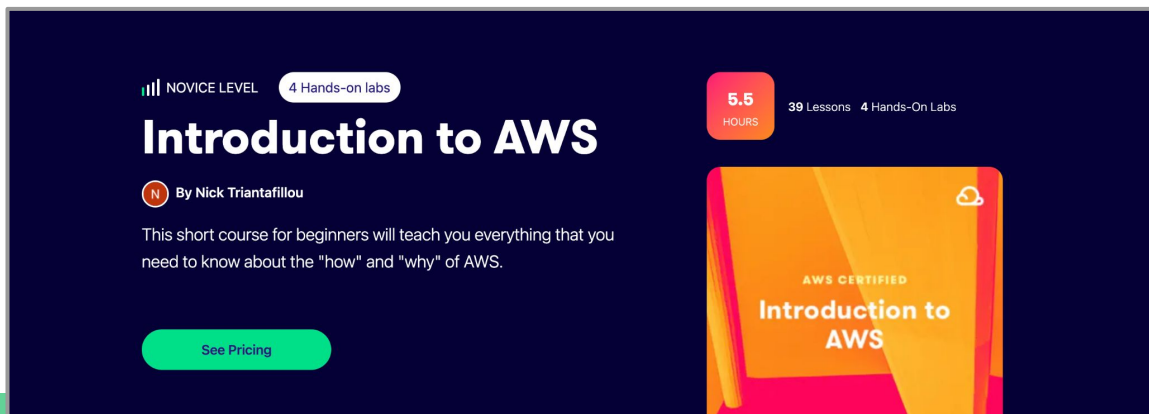 NOVICE LEVEL
4 Hands-on labs
Introduction to AWS
N
By Nick Triantafillou
This short course for beginners will teach you everything that you
need to know about the "how" and "why" of AWS.
See Pricing
5.5
HOURS
39 Lessons 4 Hands-On Labs
AWS CERTIFIED
Introduction to
AWS